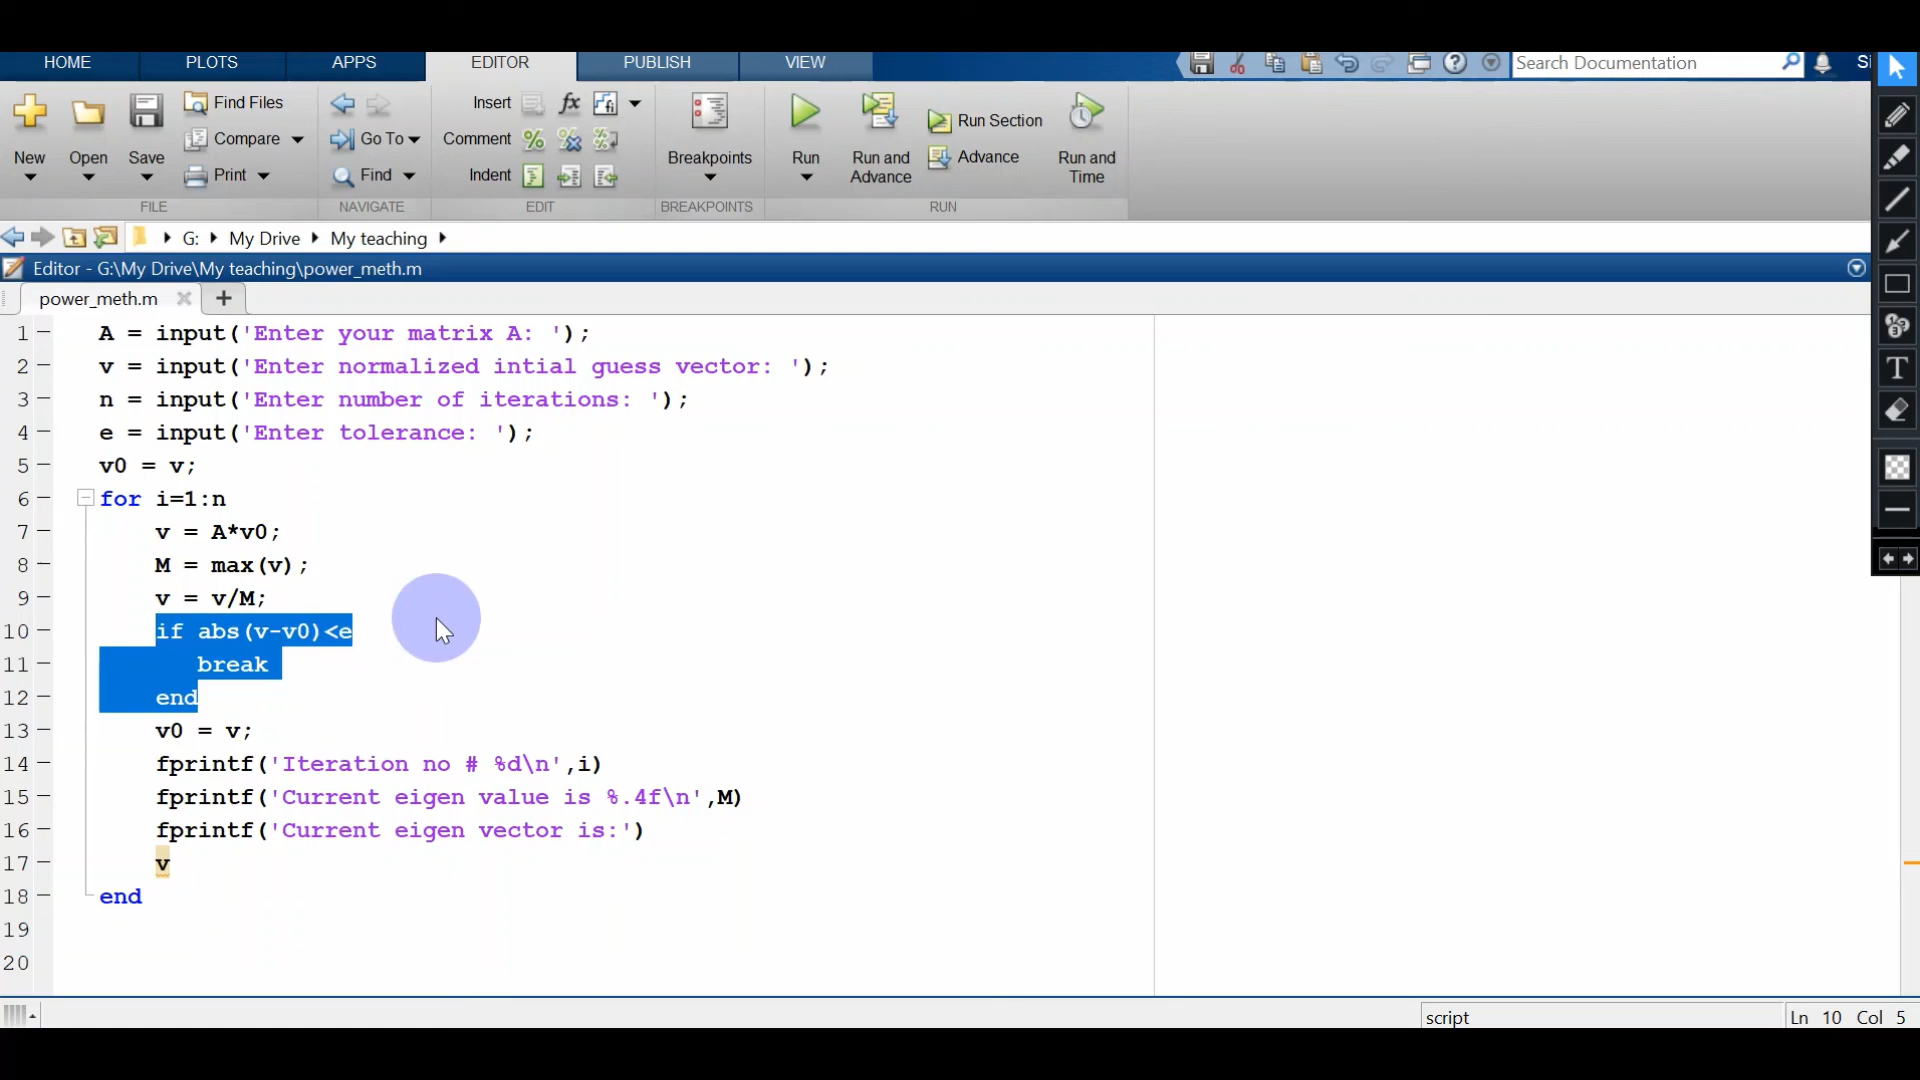 HOME PLOTS APPS EDITOR PUBLISH VIEW Search Documentation Si
New Open Save Find Files Compare Print Go To Find Insert fx Comment Indent Breakpoints Run Run and Advance Run Section Advance Run and Time
FILE NAVIGATE EDIT BREAKPOINTS RUN
G: My Drive My teaching
Editor - G:\My Drive\My teaching\power_meth.m
power_meth.m
1 A = input('Enter your matrix A: ');
2 v = input('Enter normalized intial guess vector: ');
3 n = input('Enter number of iterations: ');
4 e = input('Enter tolerance: ');
5 v0 = v;
6 for i=1:n
7 v = A*v0;
8 M = max(v);
9 v = v/M;
10 if abs(v-v0)<e
11 break
12 end
13 v0 = v;
14 fprintf('Iteration no # %d\n',i)
15 fprintf('Current eigen value is %.4f\n',M)
16 fprintf('Current eigen vector is:')
17 v
18 end
19
20
script Ln 10 Col 5